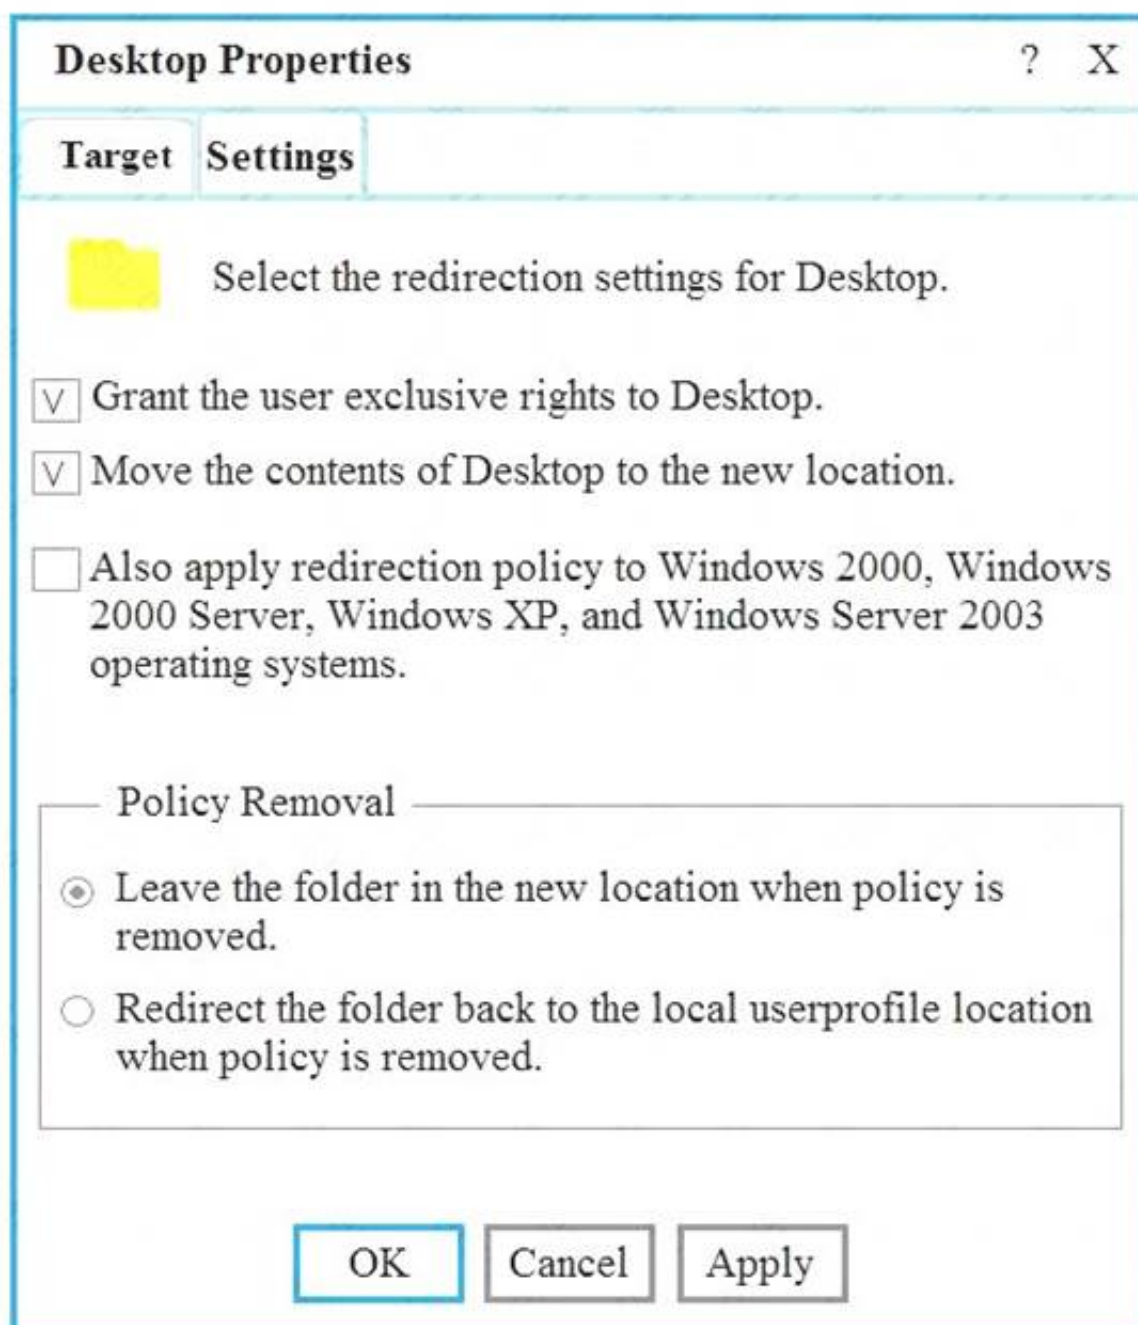 Desktop Properties ? X
Target Settings
Select the redirection settings for Desktop.
V Grant the user exclusive rights to Desktop.
V Move the contents of Desktop to the new location.
Also apply redirection policy to Windows 2000, Windows
2000 Server, Windows XP, and Windows Server 2003
operating systems.
Policy Removal
Leave the folder in the new location when policy is
removed.
Redirect the folder back to the local userprofile location
when policy is removed.
OK Cancel Apply